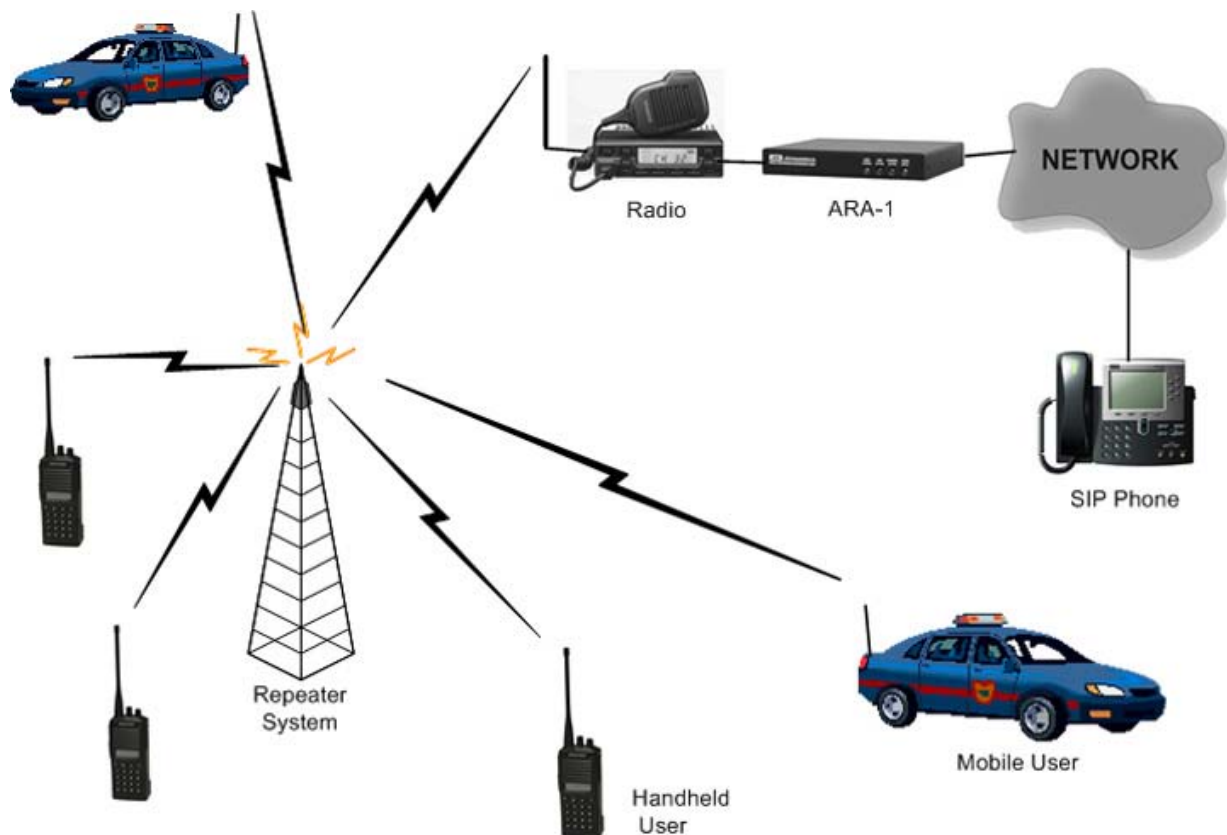 NETWORK
Radio
ARA-1
SIP Phone
Repeater
System
Mobile User
Handheld
User